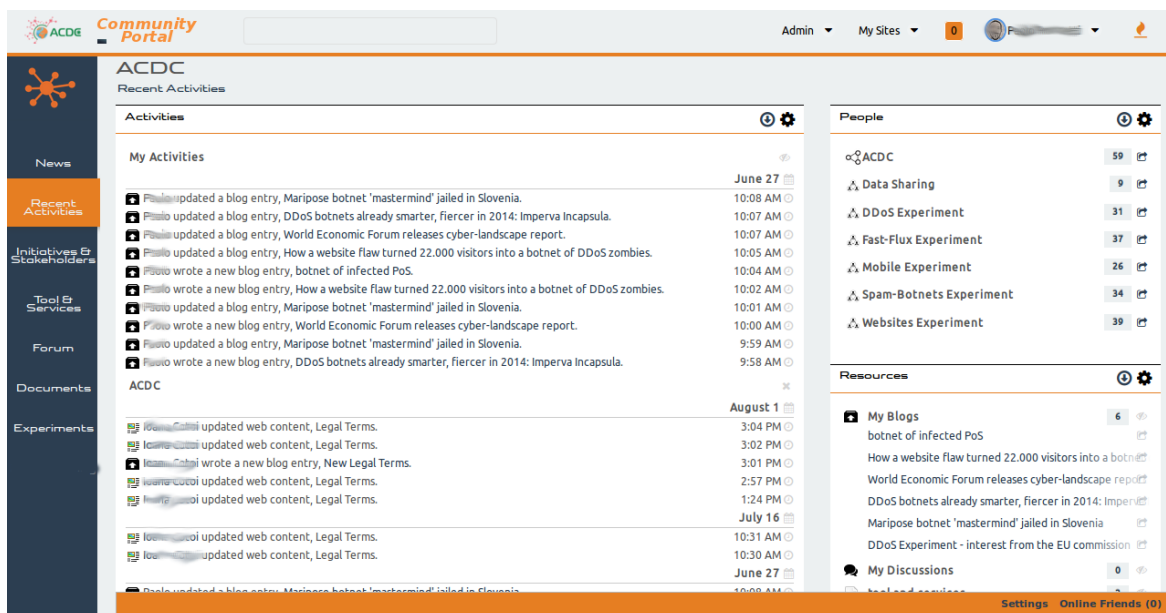 ACDC
Community
Portal
Admin
My Sites
0
ACDC
Recent Activities
News
Recent
Activities
Initiatives &
Stakeholders
Tool &
Services
Forum
Documents
Experiments
Activities
My Activities
June 27
updated a blog entry, Maripose botnet 'mastermind' jailed in Slovenia. 10:08 AM
updated a blog entry, DDoS botnets already smarter, fiercer in 2014: Imperva Incapsula. 10:07 AM
updated a blog entry, World Economic Forum releases cyber-landscape report. 10:07 AM
updated a blog entry, How a website flaw turned 22.000 visitors into a botnet of DDoS zombies. 10:05 AM
wrote a new blog entry, botnet of infected PoS. 10:04 AM
wrote a new blog entry, How a website flaw turned 22.000 visitors into a botnet of DDoS zombies. 10:02 AM
updated a blog entry, Maripose botnet 'mastermind' jailed in Slovenia. 10:01 AM
wrote a new blog entry, World Economic Forum releases cyber-landscape report. 10:00 AM
updated a blog entry, Maripose botnet 'mastermind' jailed in Slovenia. 9:59 AM
wrote a new blog entry, DDoS botnets already smarter, fiercer in 2014: Imperva Incapsula. 9:58 AM
ACDC
August 1
updated web content, Legal Terms. 3:04 PM
updated web content, Legal Terms. 3:02 PM
wrote a new blog entry, New Legal Terms. 3:01 PM
updated web content, Legal Terms. 2:57 PM
updated web content, Legal Terms. 1:24 PM
July 16
updated web content, Legal Terms. 10:31 AM
updated web content, Legal Terms. 10:30 AM
June 27
updated a blog entry, Maripose botnet 'mastermind' jailed in Slovenia. 10:08 AM
People
ACDC 59
Data Sharing 9
DDoS Experiment 31
Fast-Flux Experiment 37
Mobile Experiment 26
Spam-Botnets Experiment 34
Websites Experiment 39
Resources
My Blogs 6
botnet of infected PoS
How a website flaw turned 22.000 visitors into a botn
World Economic Forum releases cyber-landscape repo
DDoS botnets already smarter, fiercer in 2014: Imperv
Maripose botnet 'mastermind' jailed in Slovenia
DDoS Experiment - interest from the EU commission
My Discussions 0
tool and services
Settings Online Friends (0)